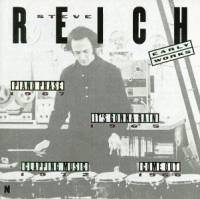 STEVE
REICH
EARLY
WORKS
PIANO PHASE
1967
IT'S GONNA RAIN
1965
CLAPPING MUSIC
1972
COME OUT
1966
N